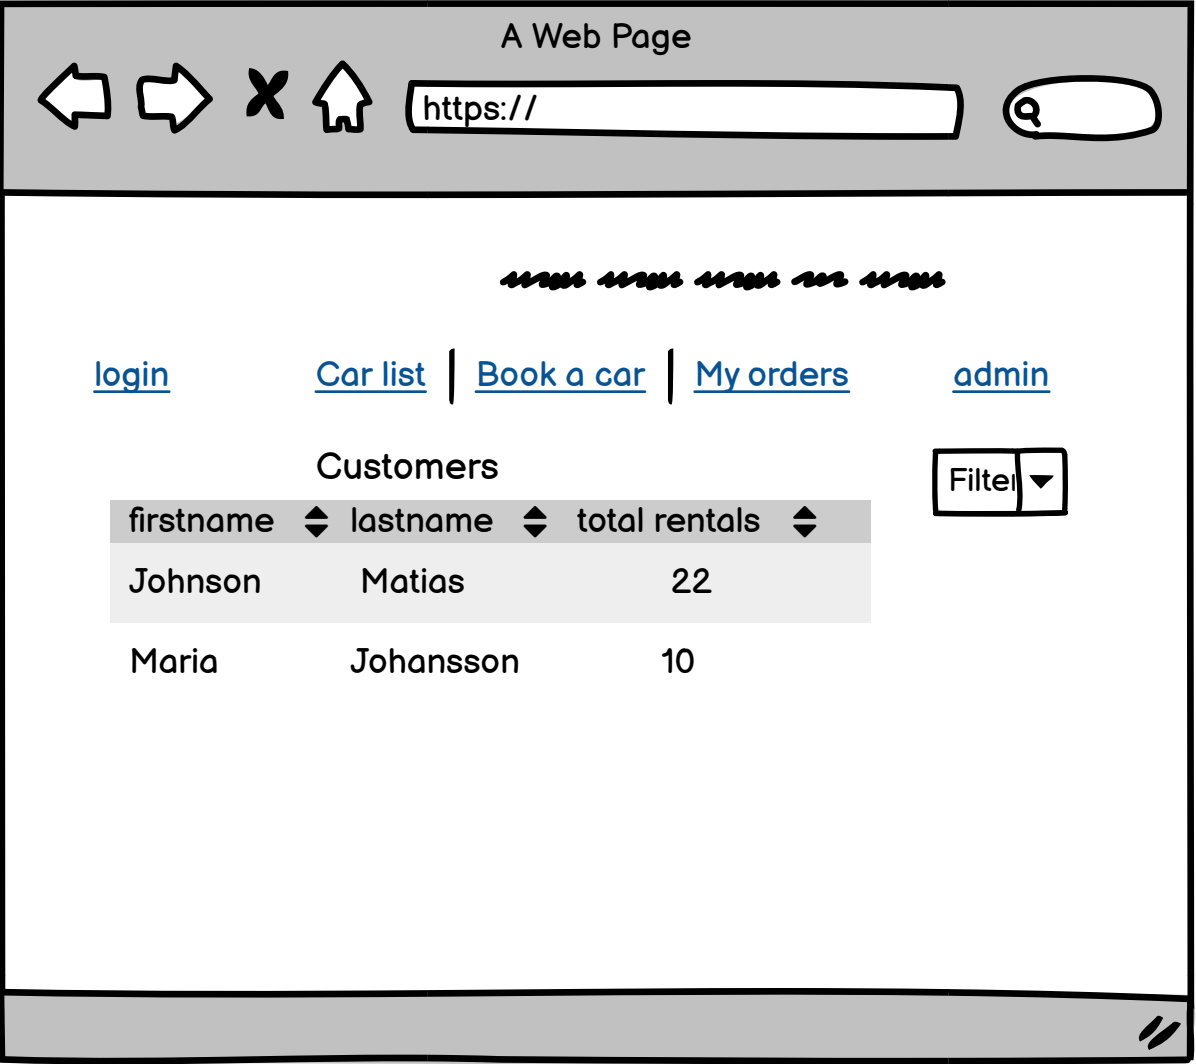 A Web Page
https://
login Car list Book a car My orders admin
Customers
Filter
firstname lastname total rentals
Johnson Matias 22
Maria Johansson 10